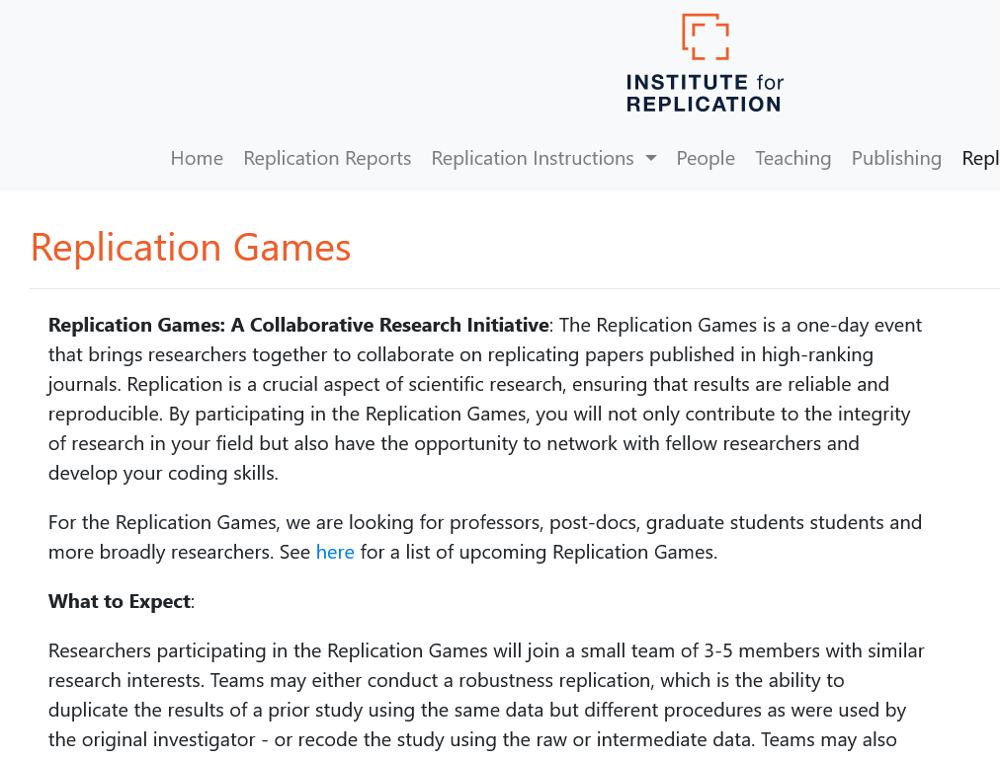 INSTITUTE for
REPLICATION
Home Replication Reports Replication Instructions People Teaching Publishing Repl
Replication Games
Replication Games: A Collaborative Research Initiative: The Replication Games is a one-day event
that brings researchers together to collaborate on replicating papers published in high-ranking
journals. Replication is a crucial aspect of scientific research, ensuring that results are reliable and
reproducible. By participating in the Replication Games, you will not only contribute to the integrity
of research in your field but also have the opportunity to network with fellow researchers and
develop your coding skills.
For the Replication Games, we are looking for professors, post-docs, graduate students students and
more broadly researchers. See here for a list of upcoming Replication Games.
What to Expect:
Researchers participating in the Replication Games will join a small team of 3-5 members with similar
research interests. Teams may either conduct a robustness replication, which is the ability to
duplicate the results of a prior study using the same data but different procedures as were used by
the original investigator - or recode the study using the raw or intermediate data. Teams may also